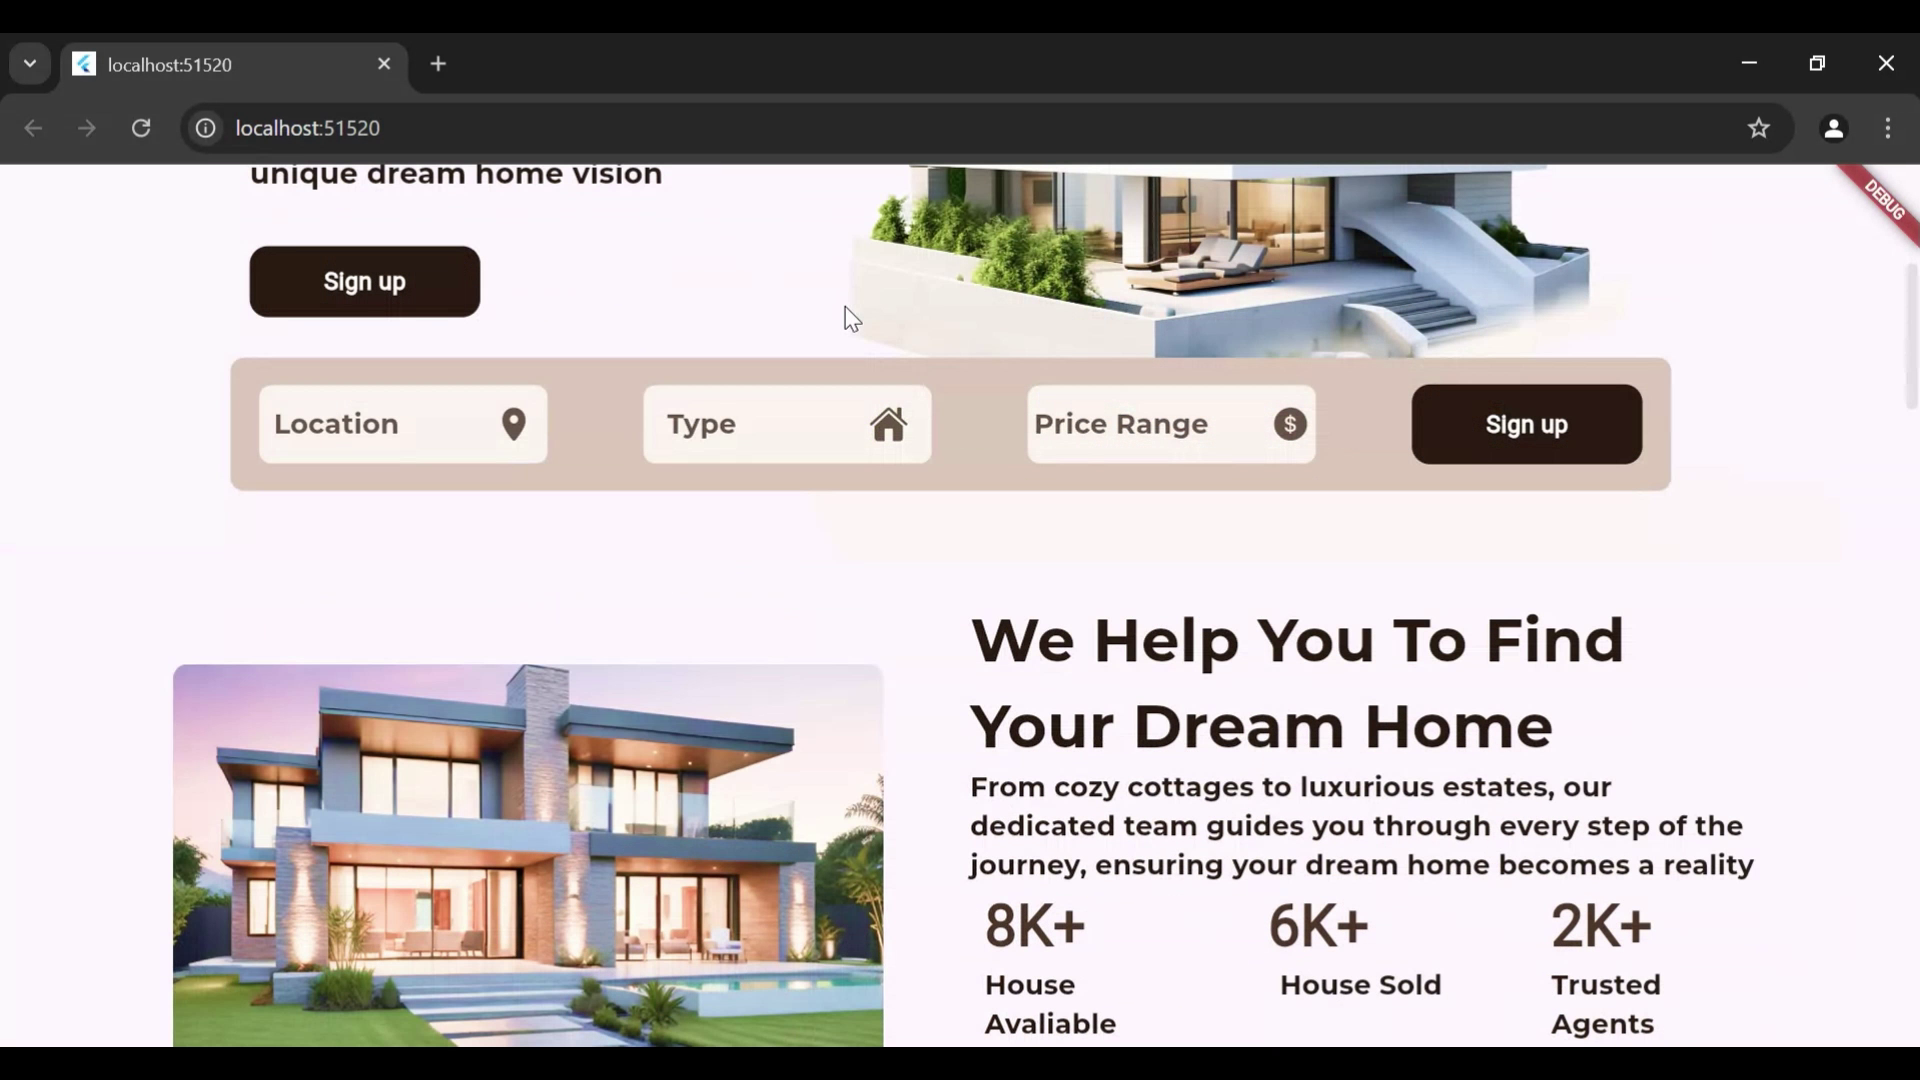 localhost:51520
localhost:51520
unique dream home vision
DEBUG
Sign up
Location
Type
Price Range
$
Sign up
We Help You To Find
Your Dream Home
From cozy cottages to luxurious estates, our
dedicated team guides you through every step of the
journey, ensuring your dream home becomes a reality
8K+
6K+
2K+
House
Avaliable
House Sold
Trusted
Agents